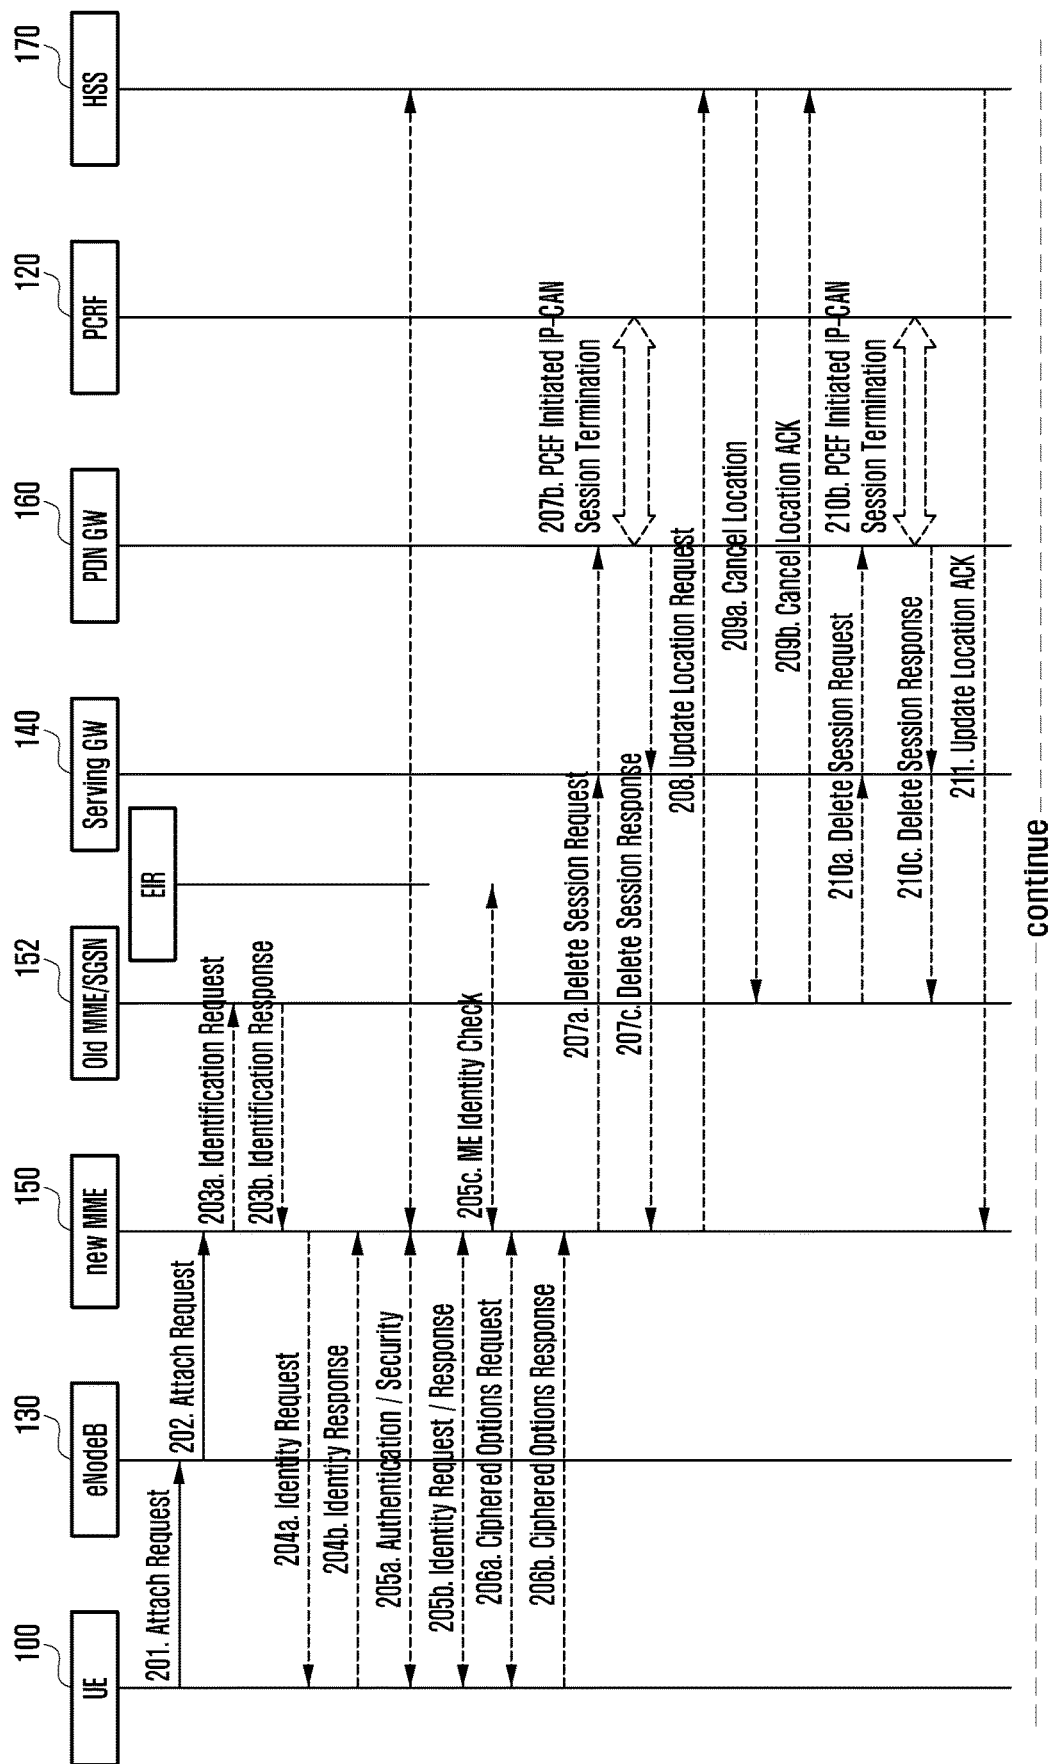 100
130
150
152
140
160
120
170
UE
eNodeB
new MME
Old MME/SGSN
EIR
Serving GW
PDN GW
PCRF
HSS
201. Attach Request
202. Attach Request
203a. Identification Request
203b. Identification Response
204a. Identity Request
204b. Identity Response
205a. Authentication / Security
205b. Identity Request / Response
205c. ME Identity Check
206a. Ciphered Options Request
206b. Ciphered Options Response
207a. Delete Session Request
207b. PCEF Initiated IP-CAN
Session Termination
207c. Delete Session Response
208. Update Location Request
209a. Cancel Location
209b. Cancel Location ACK
210a. Delete Session Request
210b. PCEF Initiated IP-CAN
Session Termination
210c. Delete Session Response
211. Update Location ACK
continue